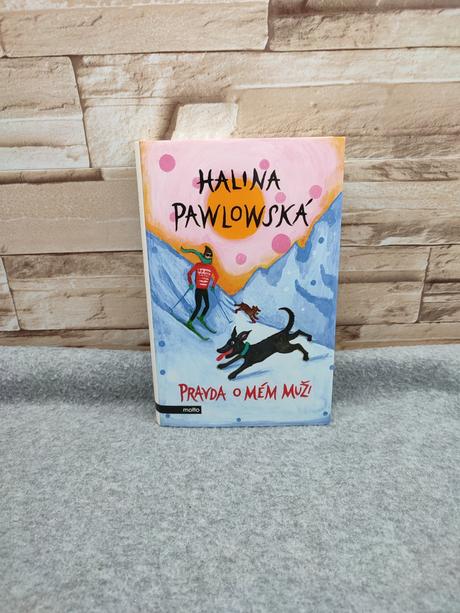 HALINA
PAWLOWSKÁ
PRAVDA O MÉM MUŽI
motto